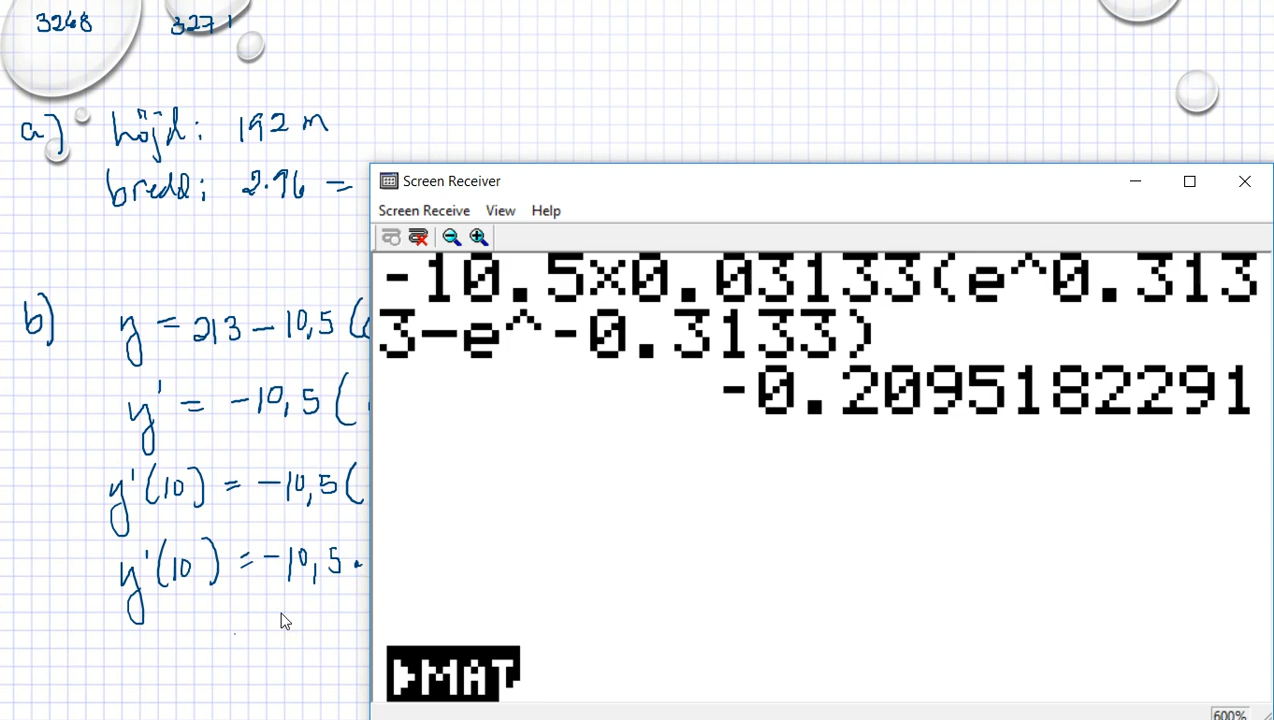 3268 3271
a) höjd: 192 m
bredd: 2·96 =
b) y = 213 – 10,5 (
y' = –10,5 (
y'(10) = –10,5 (
y'(10) = –10,5 ·
Screen Receiver
Screen Receive View Help
-10.5×0.03133(e^0.313
3-e^-0.3133)
-0.2095182291
▶MAT
600%